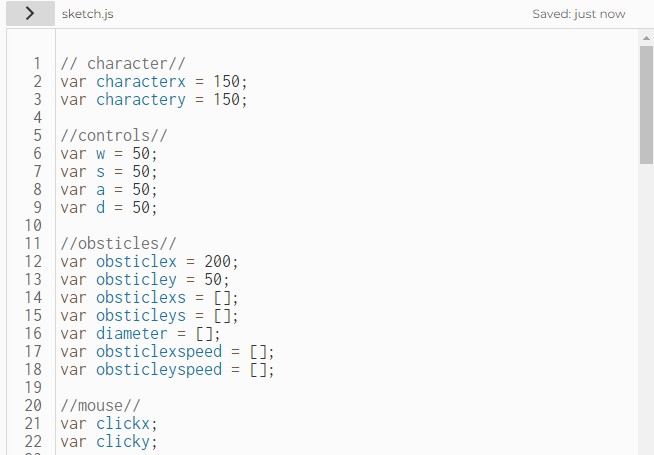 sketch.js Saved: just now
1 // character//
2 var characterx = 150;
3 var charactery = 150;
4
5 //controls//
6 var w = 50;
7 var s = 50;
8 var a = 50;
9 var d = 50;
10
11 //obsticles//
12 var obsticlex = 200;
13 var obsticley = 50;
14 var obsticlexs = [];
15 var obsticleys = [];
16 var diameter = [];
17 var obsticlexspeed = [];
18 var obsticleyspeed = [];
19
20 //mouse//
21 var clickx;
22 var clicky;